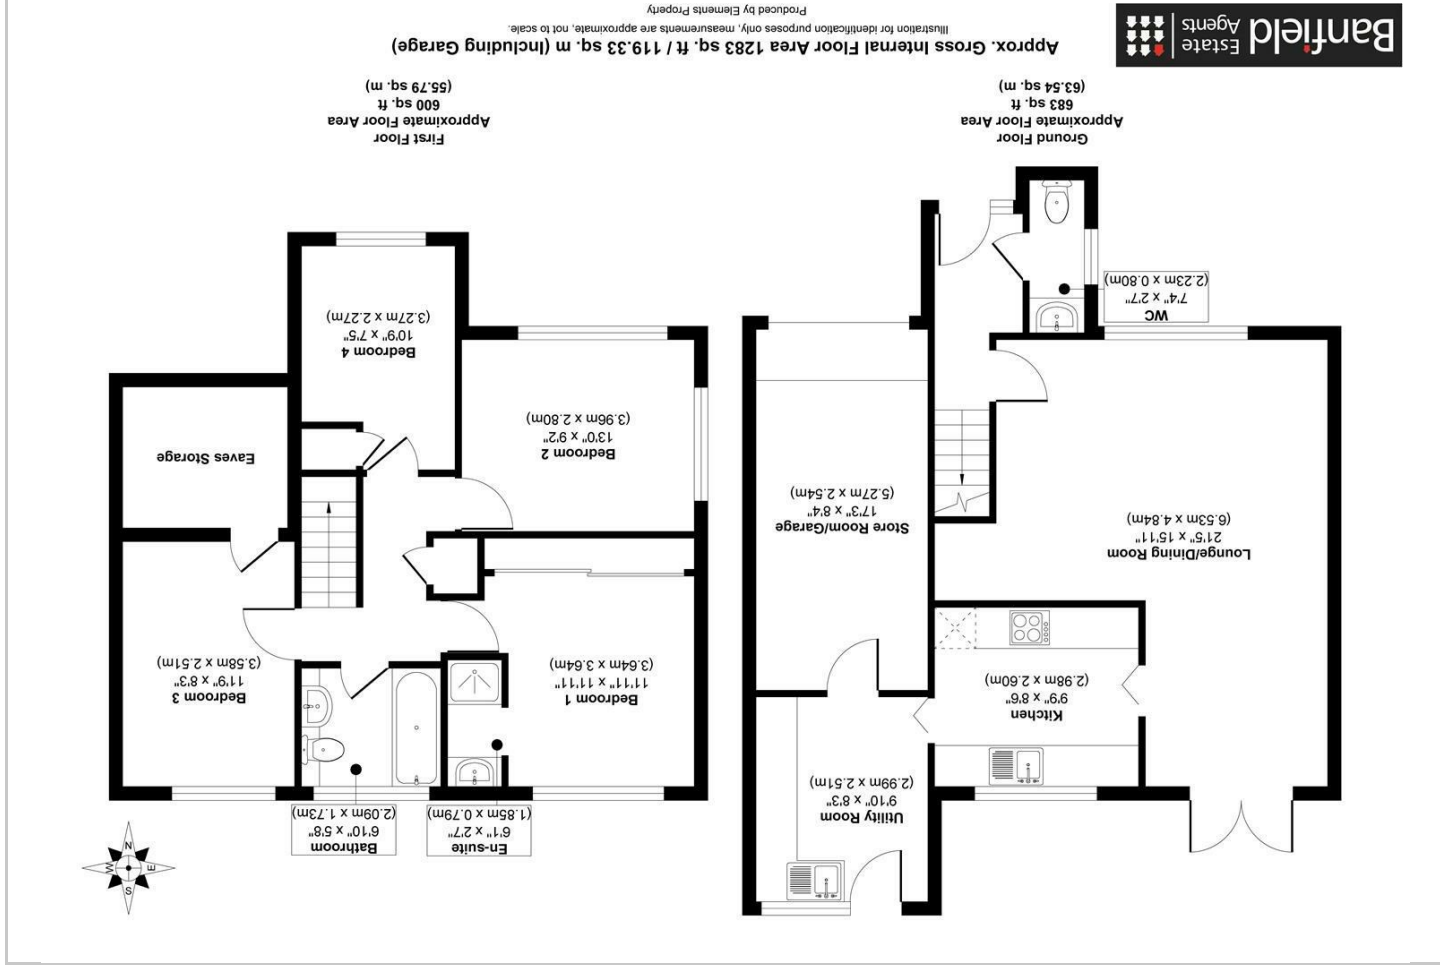 Utility Room
9'10" x 8'3"
(2.99m x 2.51m)
Kitchen
9'9" x 8'6"
(2.98m x 2.60m)
Lounge/Dining Room
21'5" x 15'11"
(6.53m x 4.84m)
Store Room/Garage
17'3" x 8'4"
(5.27m x 2.54m)
WC
7'4" x 2'7"
(2.23m x 0.80m)
Ground Floor
Approximate Floor Area
683 sq. ft
(63.54 sq. m)
S
E
W
N
En-suite
6'1" x 2'7"
(1.85m x 0.79m)
Bathroom
6'10" x 5'8"
(2.09m x 1.73m)
Bedroom 1
11'11" x 11'11"
(3.64m x 3.64m)
Bedroom 3
11'9" x 8'3"
(3.58m x 2.51m)
Bedroom 2
13'0" x 9'2"
(3.96m x 2.80m)
Eaves Storage
Bedroom 4
10'9" x 7'5"
(3.27m x 2.27m)
First Floor
Approximate Floor Area
600 sq. ft
(55.79 sq. m)
Banfield Estate Agents
Approx. Gross Internal Floor Area 1283 sq. ft / 119.33 sq. m (Including Garage)
Illustration for identification purposes only, measurements are approximate, not to scale.
Produced by Elements Property